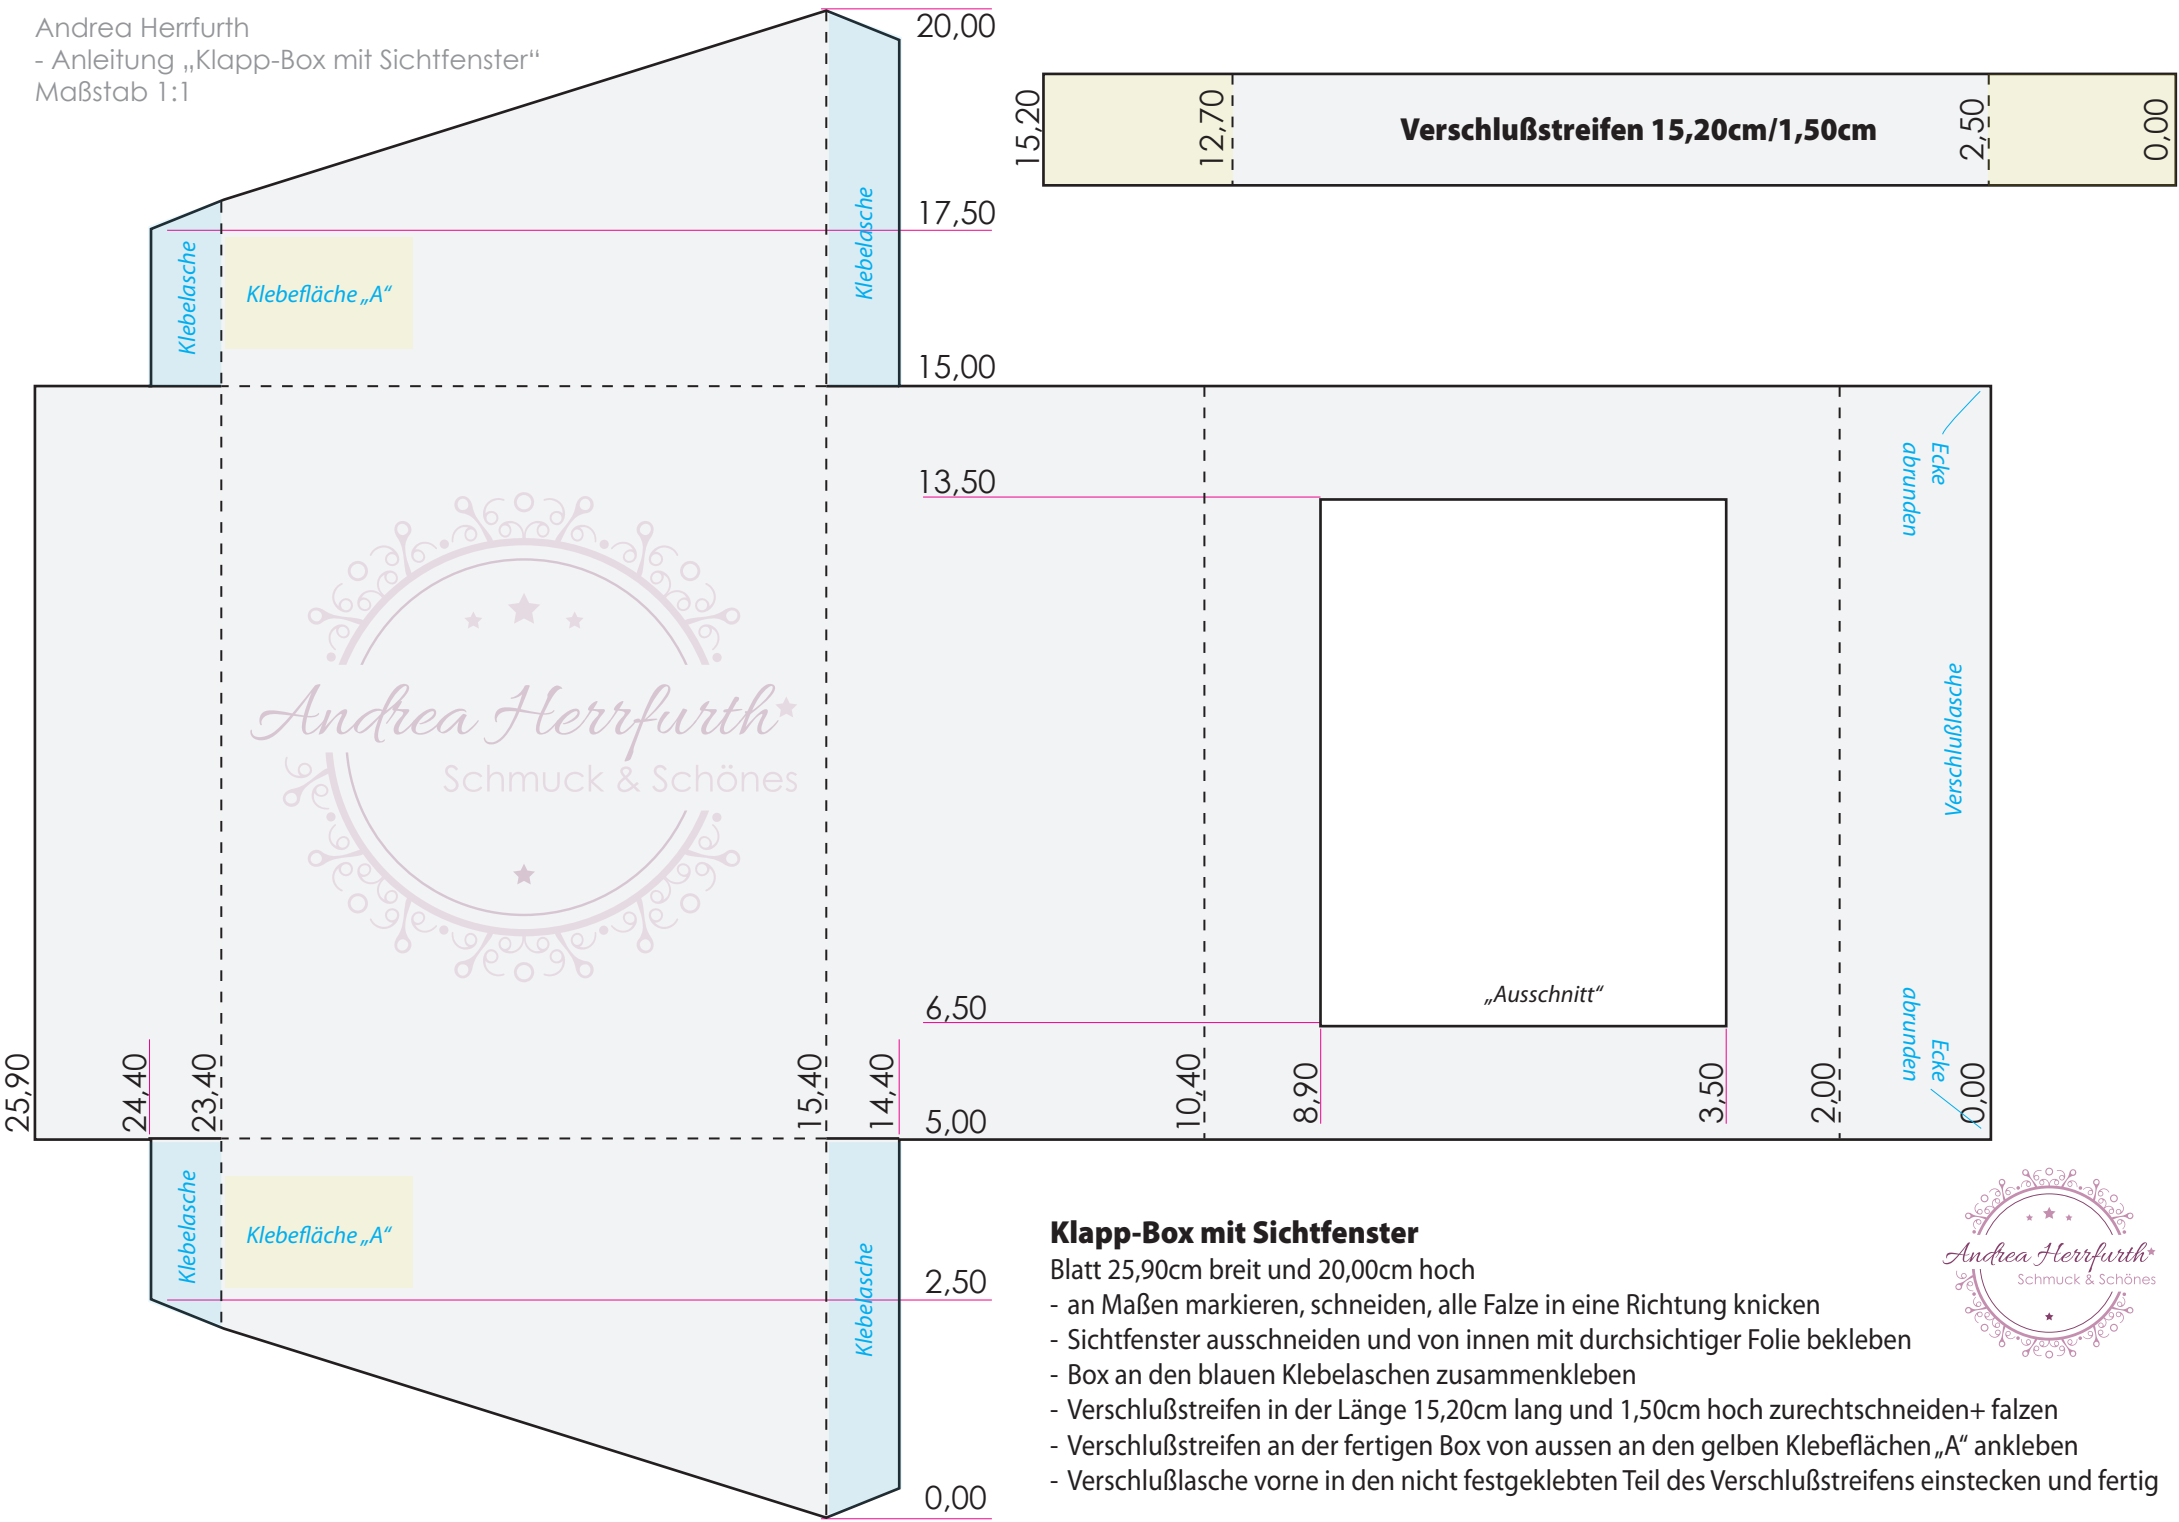 Andrea Herrfurth
- Anleitung „Klapp-Box mit Sichtfenster“
Maßstab 1:1
20,00
15,20
12,70
Verschlußstreifen 15,20cm/1,50cm
2,50
0,00
17,50
Klebelasche
Klebefläche „A“
Klebelasche
15,00
13,50
Ecke
abrunden
Andrea Herrfurth
Schmuck & Schönes
Verschlußlasche
„Ausschnitt“
6,50
Ecke
abrunden
25,90
24,40
23,40
15,40
14,40
5,00
10,40
8,90
3,50
2,00
0,00
Klebelasche
Klebefläche „A“
Klebelasche
2,50
0,00
Klapp-Box mit Sichtfenster
Blatt 25,90cm breit und 20,00cm hoch
- an Maßen markieren, schneiden, alle Falze in eine Richtung knicken
- Sichtfenster ausschneiden und von innen mit durchsichtiger Folie bekleben
- Box an den blauen Klebelaschen zusammenkleben
- Verschlußstreifen in der Länge 15,20cm lang und 1,50cm hoch zurechtschneiden+ falzen
- Verschlußstreifen an der fertigen Box von aussen an den gelben Klebeflächen „A“ ankleben
- Verschlußlasche vorne in den nicht festgeklebten Teil des Verschlußstreifens einstecken und fertig
Andrea Herrfurth
Schmuck & Schönes